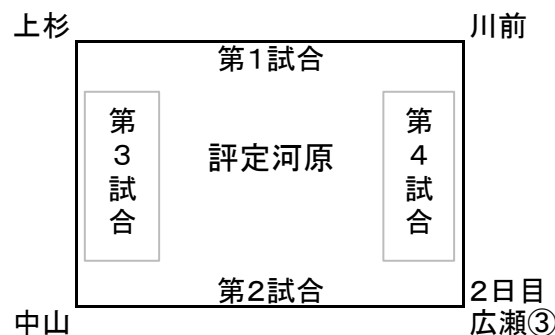 上杉
川前
第1試合
第3試合
評定河原
第4試合
第2試合
中山
2日目
広瀬③